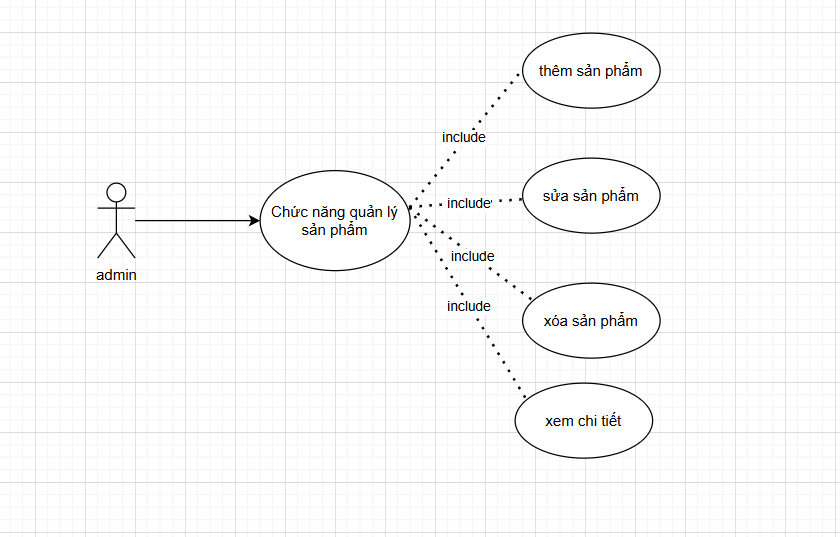 thêm sản phẩm
include
sửa sản phẩm
include
Chức năng quản lý
sản phẩm
include
admin
include
xóa sản phẩm
xem chi tiết